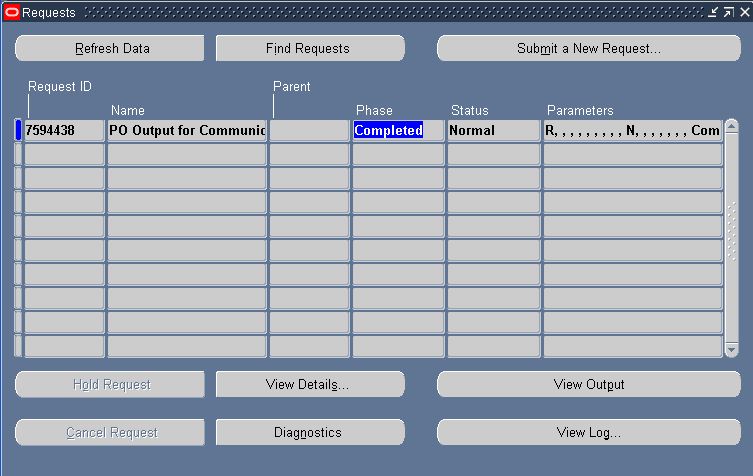 Requests
Refresh Data Find Requests Submit a New Request...
Request ID Parent
Name Phase Status Parameters
7594438 PO Output for Communic Completed Normal R, , , , , , , , , N, , , , , , , Com
Hold Request View Details... View Output
Cancel Request Diagnostics View Log...